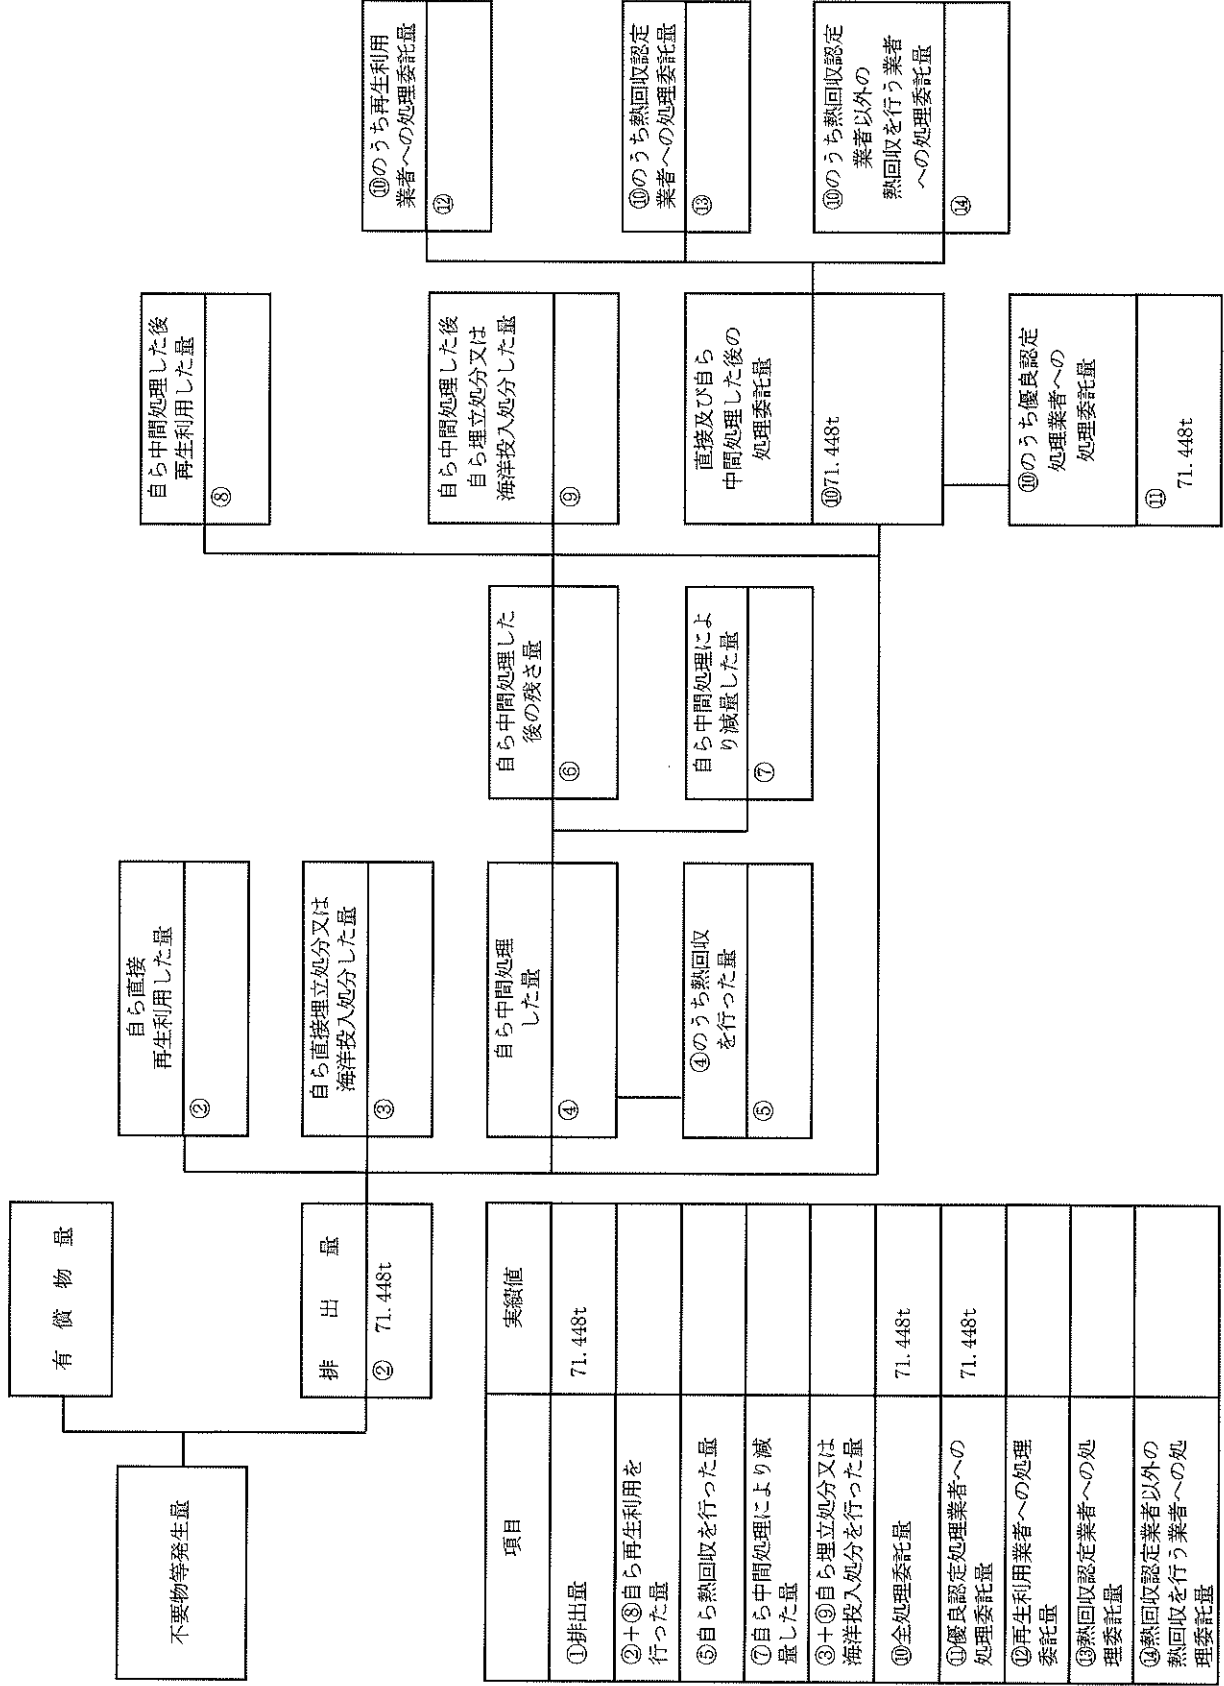 不要物等発生量
有償物量
排出量
② 71.448t
自ら直接
再生利用した量
②
自ら直接埋立処分又は
海洋投入処分した量
③
自ら中間処理
した量
④
④のうち熱回収
を行った量
⑤
自ら中間処理した
後の残さ量
⑥
自ら中間処理によ
り減量した量
⑦
自ら中間処理した後
再生利用した量
⑧
自ら中間処理した後
自ら埋立処分又は
海洋投入処分した量
⑨
直接及び自ら
中間処理した後の
処理委託量
⑩71.448t
⑩のうち優良認定
処理業者への
処理委託量
⑪
71.448t
⑩のうち再生利用
業者への処理委託量
⑫
⑩のうち熱回収認定
業者への処理委託量
⑬
⑩のうち熱回収認定
業者以外の
熱回収を行う業者
への処理委託量
⑭
項目 実績値
①排出量 71.448t
②+⑧自ら再生利用を
行った量
⑤自ら熱回収を行った量
⑦自ら中間処理により減
量した量
③+⑨自ら埋立処分又は
海洋投入処分を行った量
⑩全処理委託量 71.448t
⑪優良認定処理業者への
処理委託量 71.448t
⑫再生利用業者への処理
委託量
⑬熱回収認定業者への処
理委託量
⑭熱回収認定業者以外の
熱回収を行う業者への処
理委託量